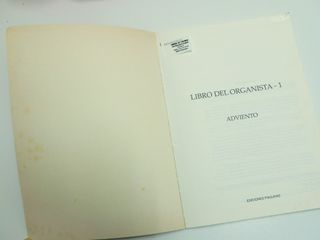 LIBRO DEL ORGANISTA - 1
ADVIENTO
EDICIONES PAULINAS